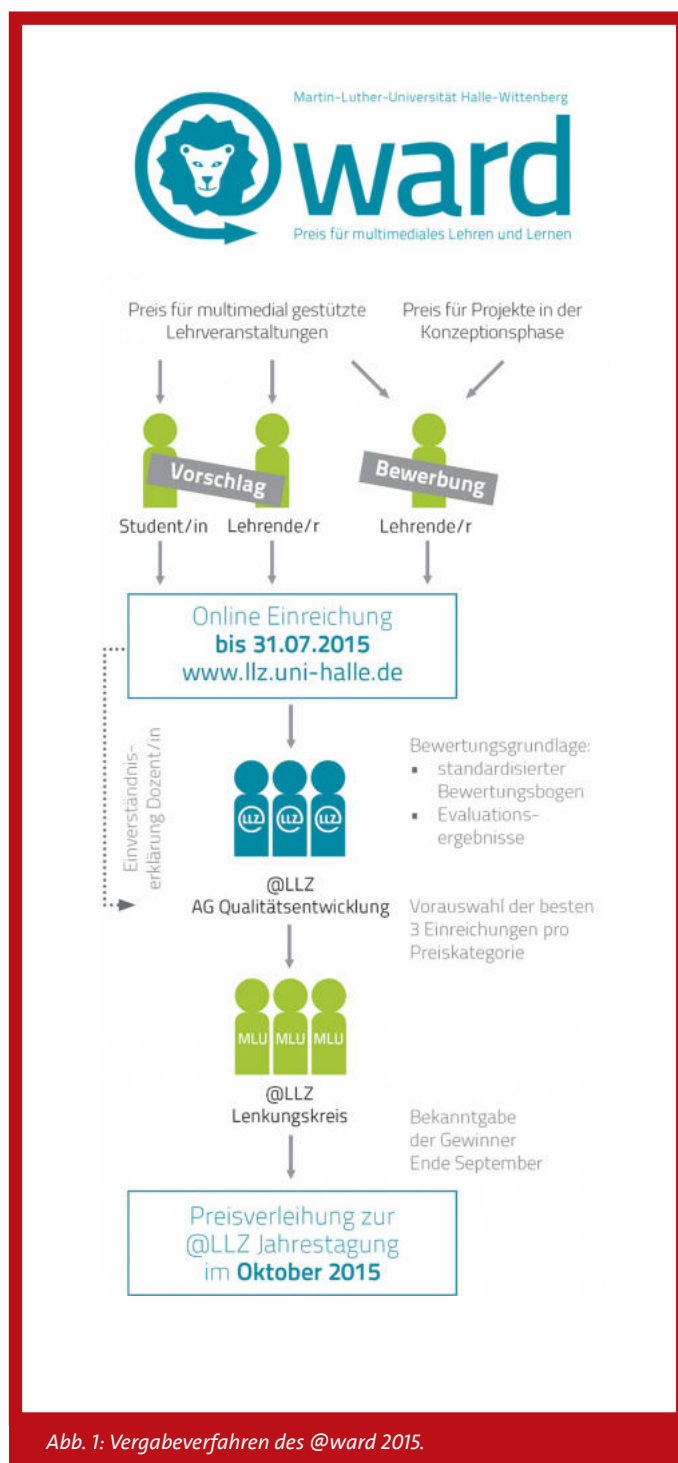 Martin-Luther-Universität Halle-Wittenberg
@ward
Preis für multimediales Lehren und Lernen
Preis für multimedial gestützte
Lehrveranstaltungen
Preis für Projekte in der
Konzeptionsphase
Vorschlag
Bewerbung
Student/in
Lehrende/r
Lehrende/r
Online Einreichung
bis 31.07.2015
www.llz.uni-halle.de
Einverständnis-
erklärung Dozent/in
LLZ LLZ LLZ
@LLZ
AG Qualitätsentwicklung
Bewertungsgrundlage:
▪ standardisierter
Bewertungsbogen
▪ Evaluations-
ergebnisse
Vorauswahl der besten
3 Einreichungen pro
Preiskategorie
MLU MLU MLU
@LLZ
Lenkungskreis
Bekanntgabe
der Gewinner
Ende September
Preisverleihung zur
@LLZ Jahrestagung
im Oktober 2015
Abb. 1: Vergabeverfahren des @ward 2015.